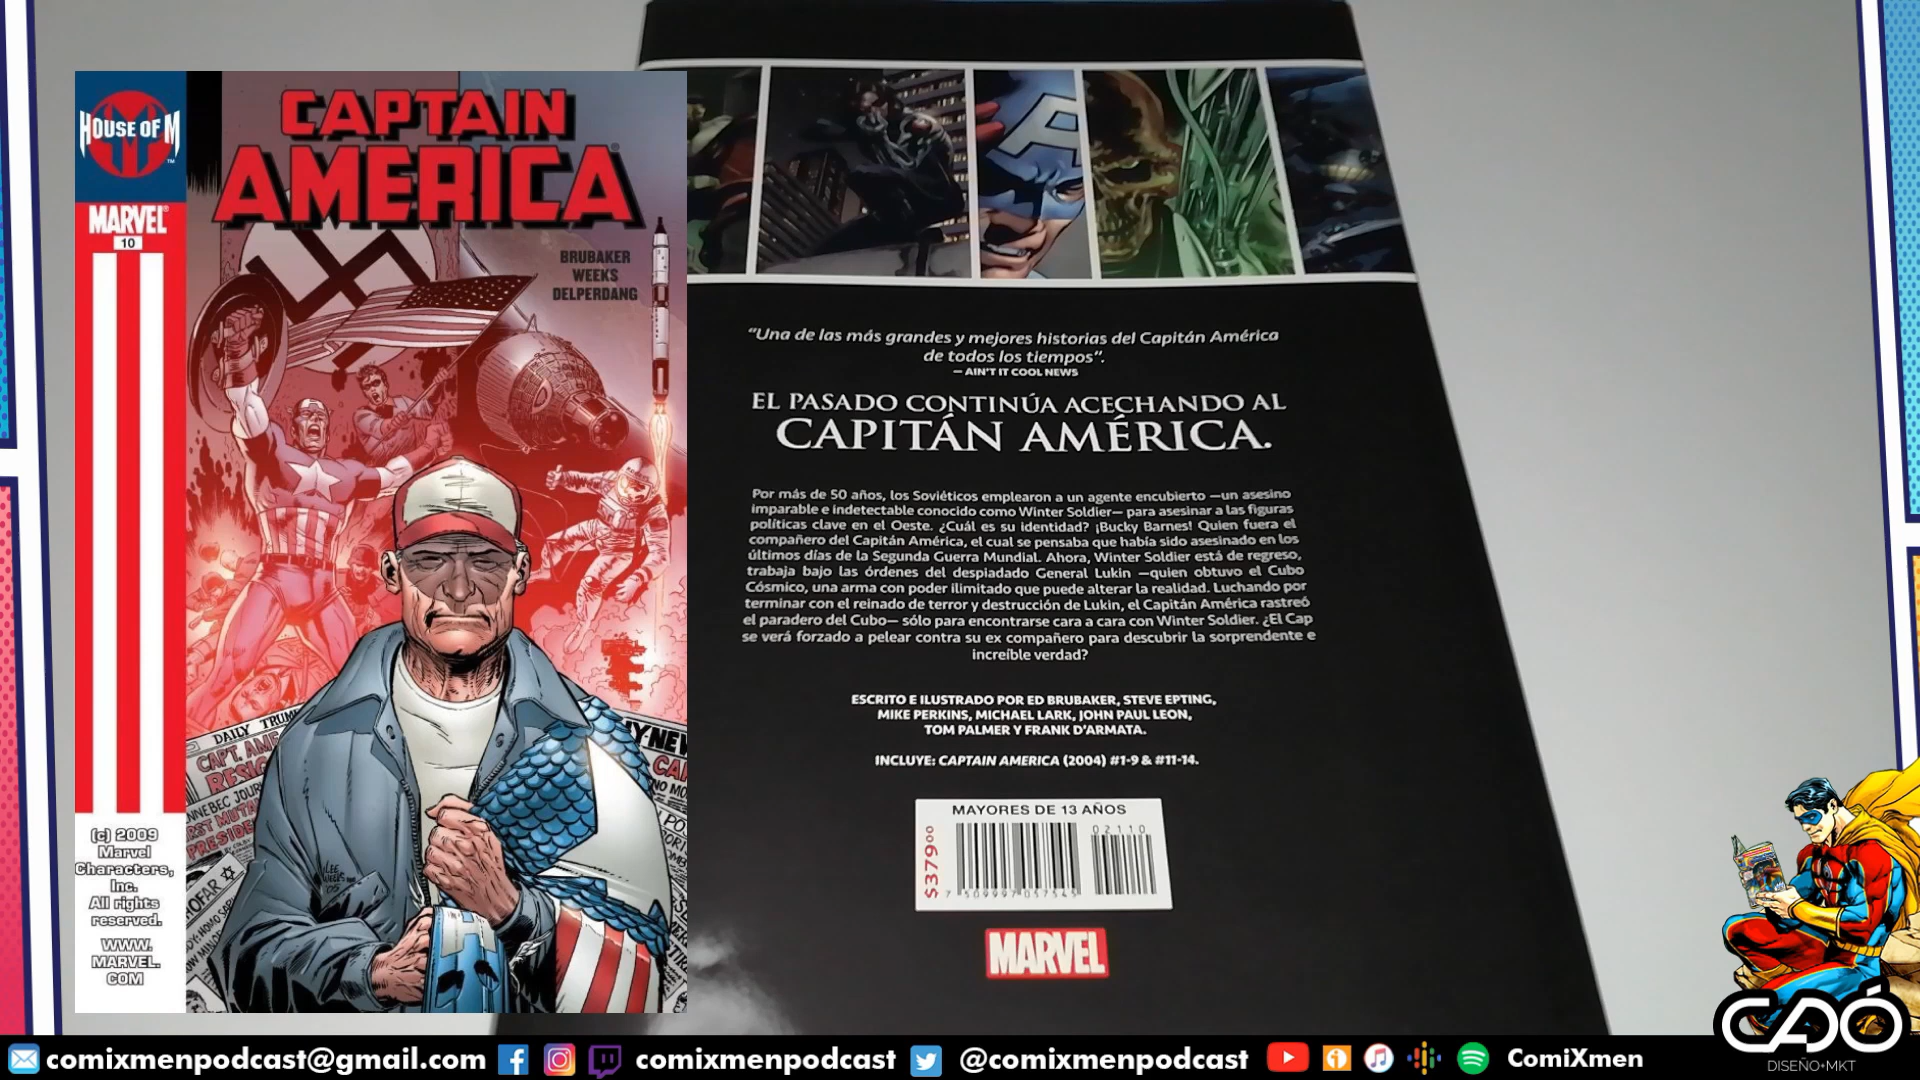 HOUSE OF M
MARVEL
10
CAPTAIN
AMERICA
BRUBAKER
WEEKS
DELPERDANG
DAILY
CAPT. AME
(c) 2009
Marvel
Characters,
Inc.
All rights
reserved.
WWW.
MARVEL.
COM
LEE
WEEKS
'05
"Una de las más grandes y mejores historias del Capitán América
de todos los tiempos".
— AIN'T IT COOL NEWS
EL PASADO CONTINÚA ACECHANDO AL
CAPITÁN AMÉRICA.
Por más de 50 años, los Soviéticos emplearon a un agente encubierto —un asesino
imparable e indetectable conocido como Winter Soldier— para asesinar a las figuras
políticas clave en el Oeste. ¿Cuál es su identidad? ¡Bucky Barnes! Quien fuera el
compañero del Capitán América, el cual se pensaba que había sido asesinado en los
últimos días de la Segunda Guerra Mundial. Ahora, Winter Soldier está de regreso,
trabaja bajo las órdenes del despiadado General Lukin —quien obtuvo el Cubo
Cósmico, una arma con poder ilimitado que puede alterar la realidad. Luchando por
terminar con el reinado de terror y destrucción de Lukin, el Capitán América rastreó
el paradero del Cubo— sólo para encontrarse cara a cara con Winter Soldier. ¿El Cap
se verá forzado a pelear contra su ex compañero para descubrir la sorprendente e
increíble verdad?
ESCRITO E ILUSTRADO POR ED BRUBAKER, STEVE EPTING,
MIKE PERKINS, MICHAEL LARK, JOHN PAUL LEON,
TOM PALMER Y FRANK D'ARMATA.
INCLUYE: CAPTAIN AMERICA (2004) #1-9 & #11-14.
MAYORES DE 13 AÑOS
02110
$379.00
7 509997 057545
MARVEL
CADÓ
DISEÑO+MKT
comixmenpodcast@gmail.com comixmenpodcast @comixmenpodcast ComiXmen